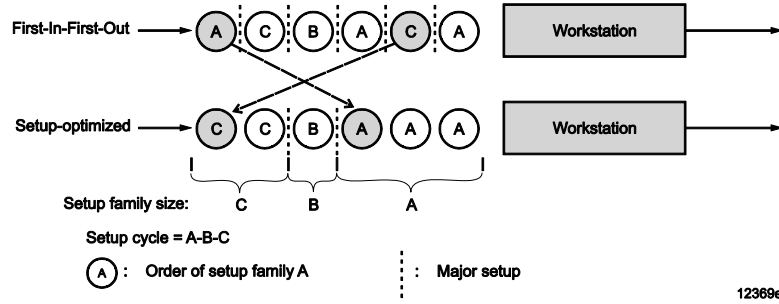 First-In-First-Out A C B A C A Workstation
Setup-optimized C C B A A A Workstation
Setup family size: C B A
Setup cycle = A-B-C
A : Order of setup family A : Major setup
12369e